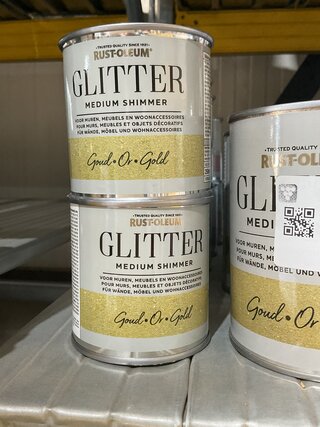 TRUSTED QUALITY SINCE 1921
RUST-OLEUM
GLITTER
MEDIUM SHIMMER
VOOR MUREN, MEUBELS EN WOONACCESSOIRES
POUR MURS, MEUBLES ET OBJETS DÉCORATIFS
FÜR WÄNDE, MÖBEL UND WOHNACCESSOIRES
Goud • Or • Gold
TRUSTED QUALITY SINCE 1921
RUST-OLEUM
GLITTER
MEDIUM SHIMMER
VOOR MUREN, MEUBELS EN WOONACCESSOIRES
POUR MURS, MEUBLES ET OBJETS DÉCORATIFS
FÜR WÄNDE, MÖBEL UND WOHNACCESSOIRES
Goud • Or • Gold
TRUSTED QUALITY
RUST-OLE
GLI
MEDI
VOOR MUREN, M
POUR MURS, ME
FÜR WÄNDE, MÖBEL UND WO
Goud • Or • G